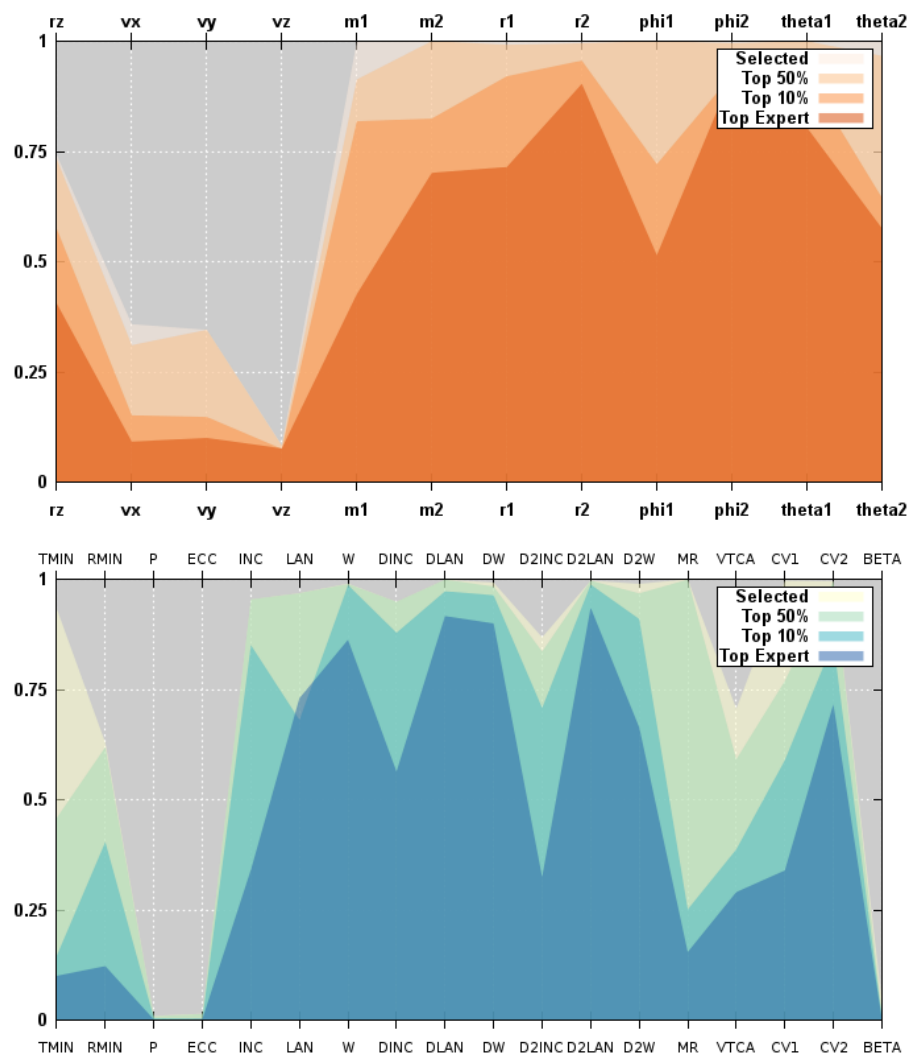 rz vx vy vz m1 m2 r1 r2 phi1 phi2 theta1 theta2
1
Selected
Top 50%
Top 10%
Top Expert
0.75
0.5
0.25
0
rz vx vy vz m1 m2 r1 r2 phi1 phi2 theta1 theta2
TMIN RMIN P ECC INC LAN W DINC DLAN DW D2INC D2LAN D2W MR VTCA CV1 CV2 BETA
1
Selected
Top 50%
Top 10%
Top Expert
0.75
0.5
0.25
0
TMIN RMIN P ECC INC LAN W DINC DLAN DW D2INC D2LAN D2W MR VTCA CV1 CV2 BETA